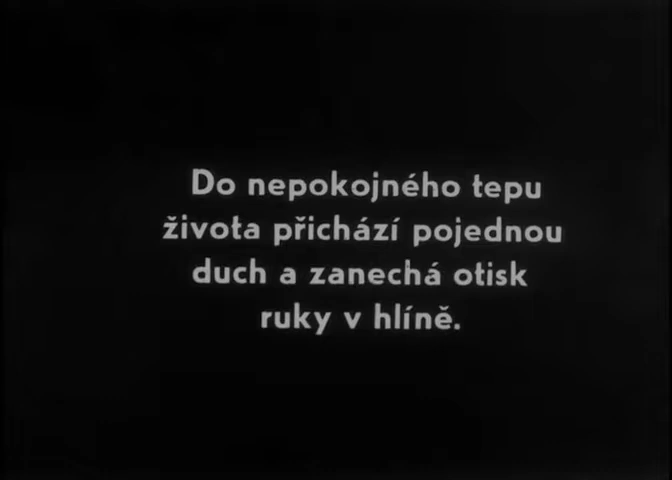 Do nepokojného tepu
života přichází pojednou
duch a zanechá otisk
ruky v hlíně.